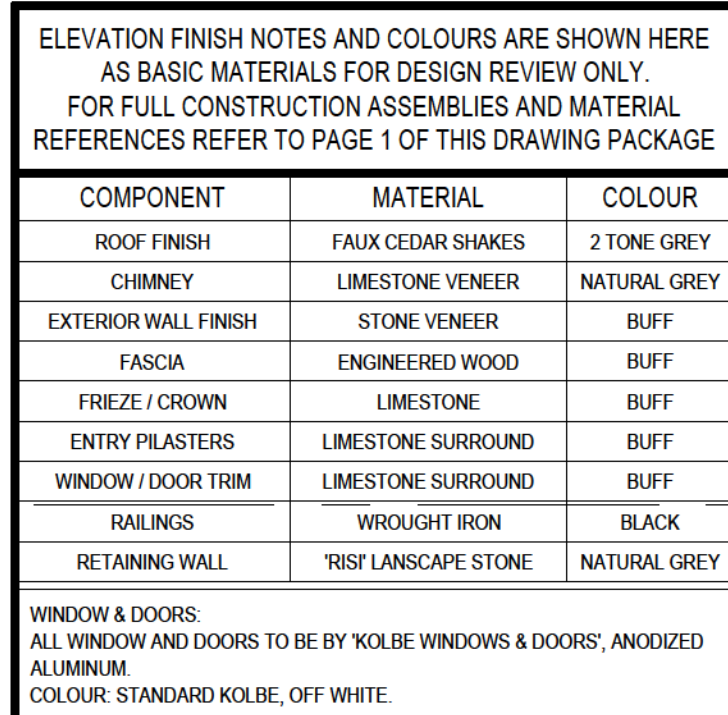 ELEVATION FINISH NOTES AND COLOURS ARE SHOWN HERE
AS BASIC MATERIALS FOR DESIGN REVIEW ONLY.
FOR FULL CONSTRUCTION ASSEMBLIES AND MATERIAL
REFERENCES REFER TO PAGE 1 OF THIS DRAWING PACKAGE
COMPONENT MATERIAL COLOUR
ROOF FINISH FAUX CEDAR SHAKES 2 TONE GREY
CHIMNEY LIMESTONE VENEER NATURAL GREY
EXTERIOR WALL FINISH STONE VENEER BUFF
FASCIA ENGINEERED WOOD BUFF
FRIEZE / CROWN LIMESTONE BUFF
ENTRY PILASTERS LIMESTONE SURROUND BUFF
WINDOW / DOOR TRIM LIMESTONE SURROUND BUFF
RAILINGS WROUGHT IRON BLACK
RETAINING WALL 'RISI' LANSCAPE STONE NATURAL GREY
WINDOW & DOORS:
ALL WINDOW AND DOORS TO BE BY 'KOLBE WINDOWS & DOORS', ANODIZED
ALUMINUM.
COLOUR: STANDARD KOLBE, OFF WHITE.